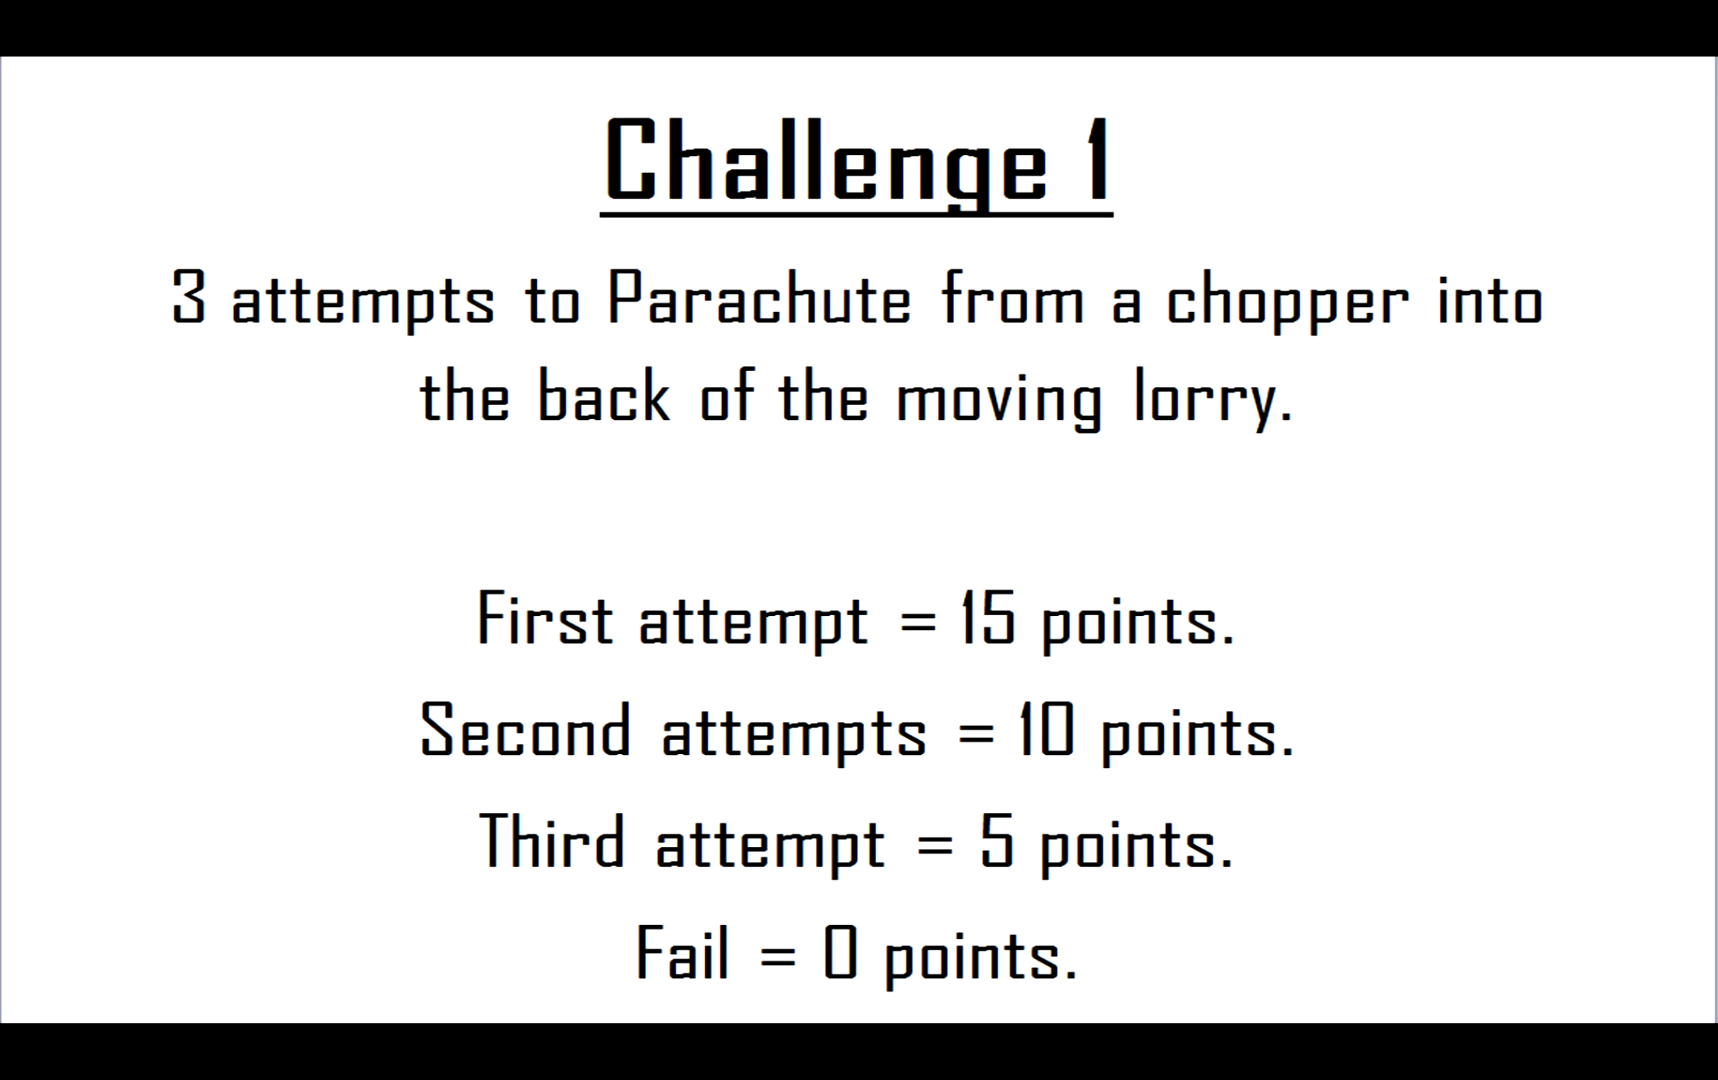 Challenge 1
3 attempts to Parachute from a chopper into
the back of the moving lorry.
First attempt = 15 points.
Second attempts = 10 points.
Third attempt = 5 points.
Fail = 0 points.